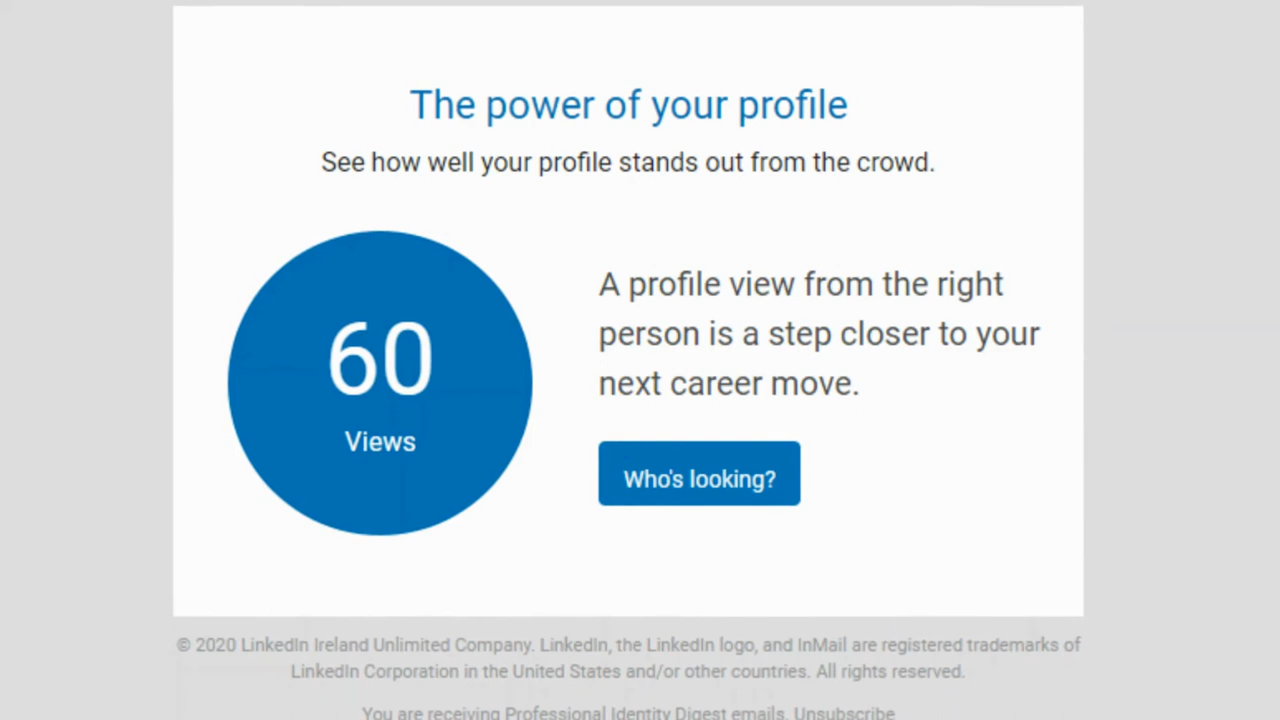 The power of your profile
See how well your profile stands out from the crowd.
60
Views
A profile view from the right
person is a step closer to your
next career move.
Who's looking?
© 2020 LinkedIn Ireland Unlimited Company. LinkedIn, the LinkedIn logo, and InMail are registered trademarks of
LinkedIn Corporation in the United States and/or other countries. All rights reserved.
You are receiving Professional Identity Digest emails. Unsubscribe